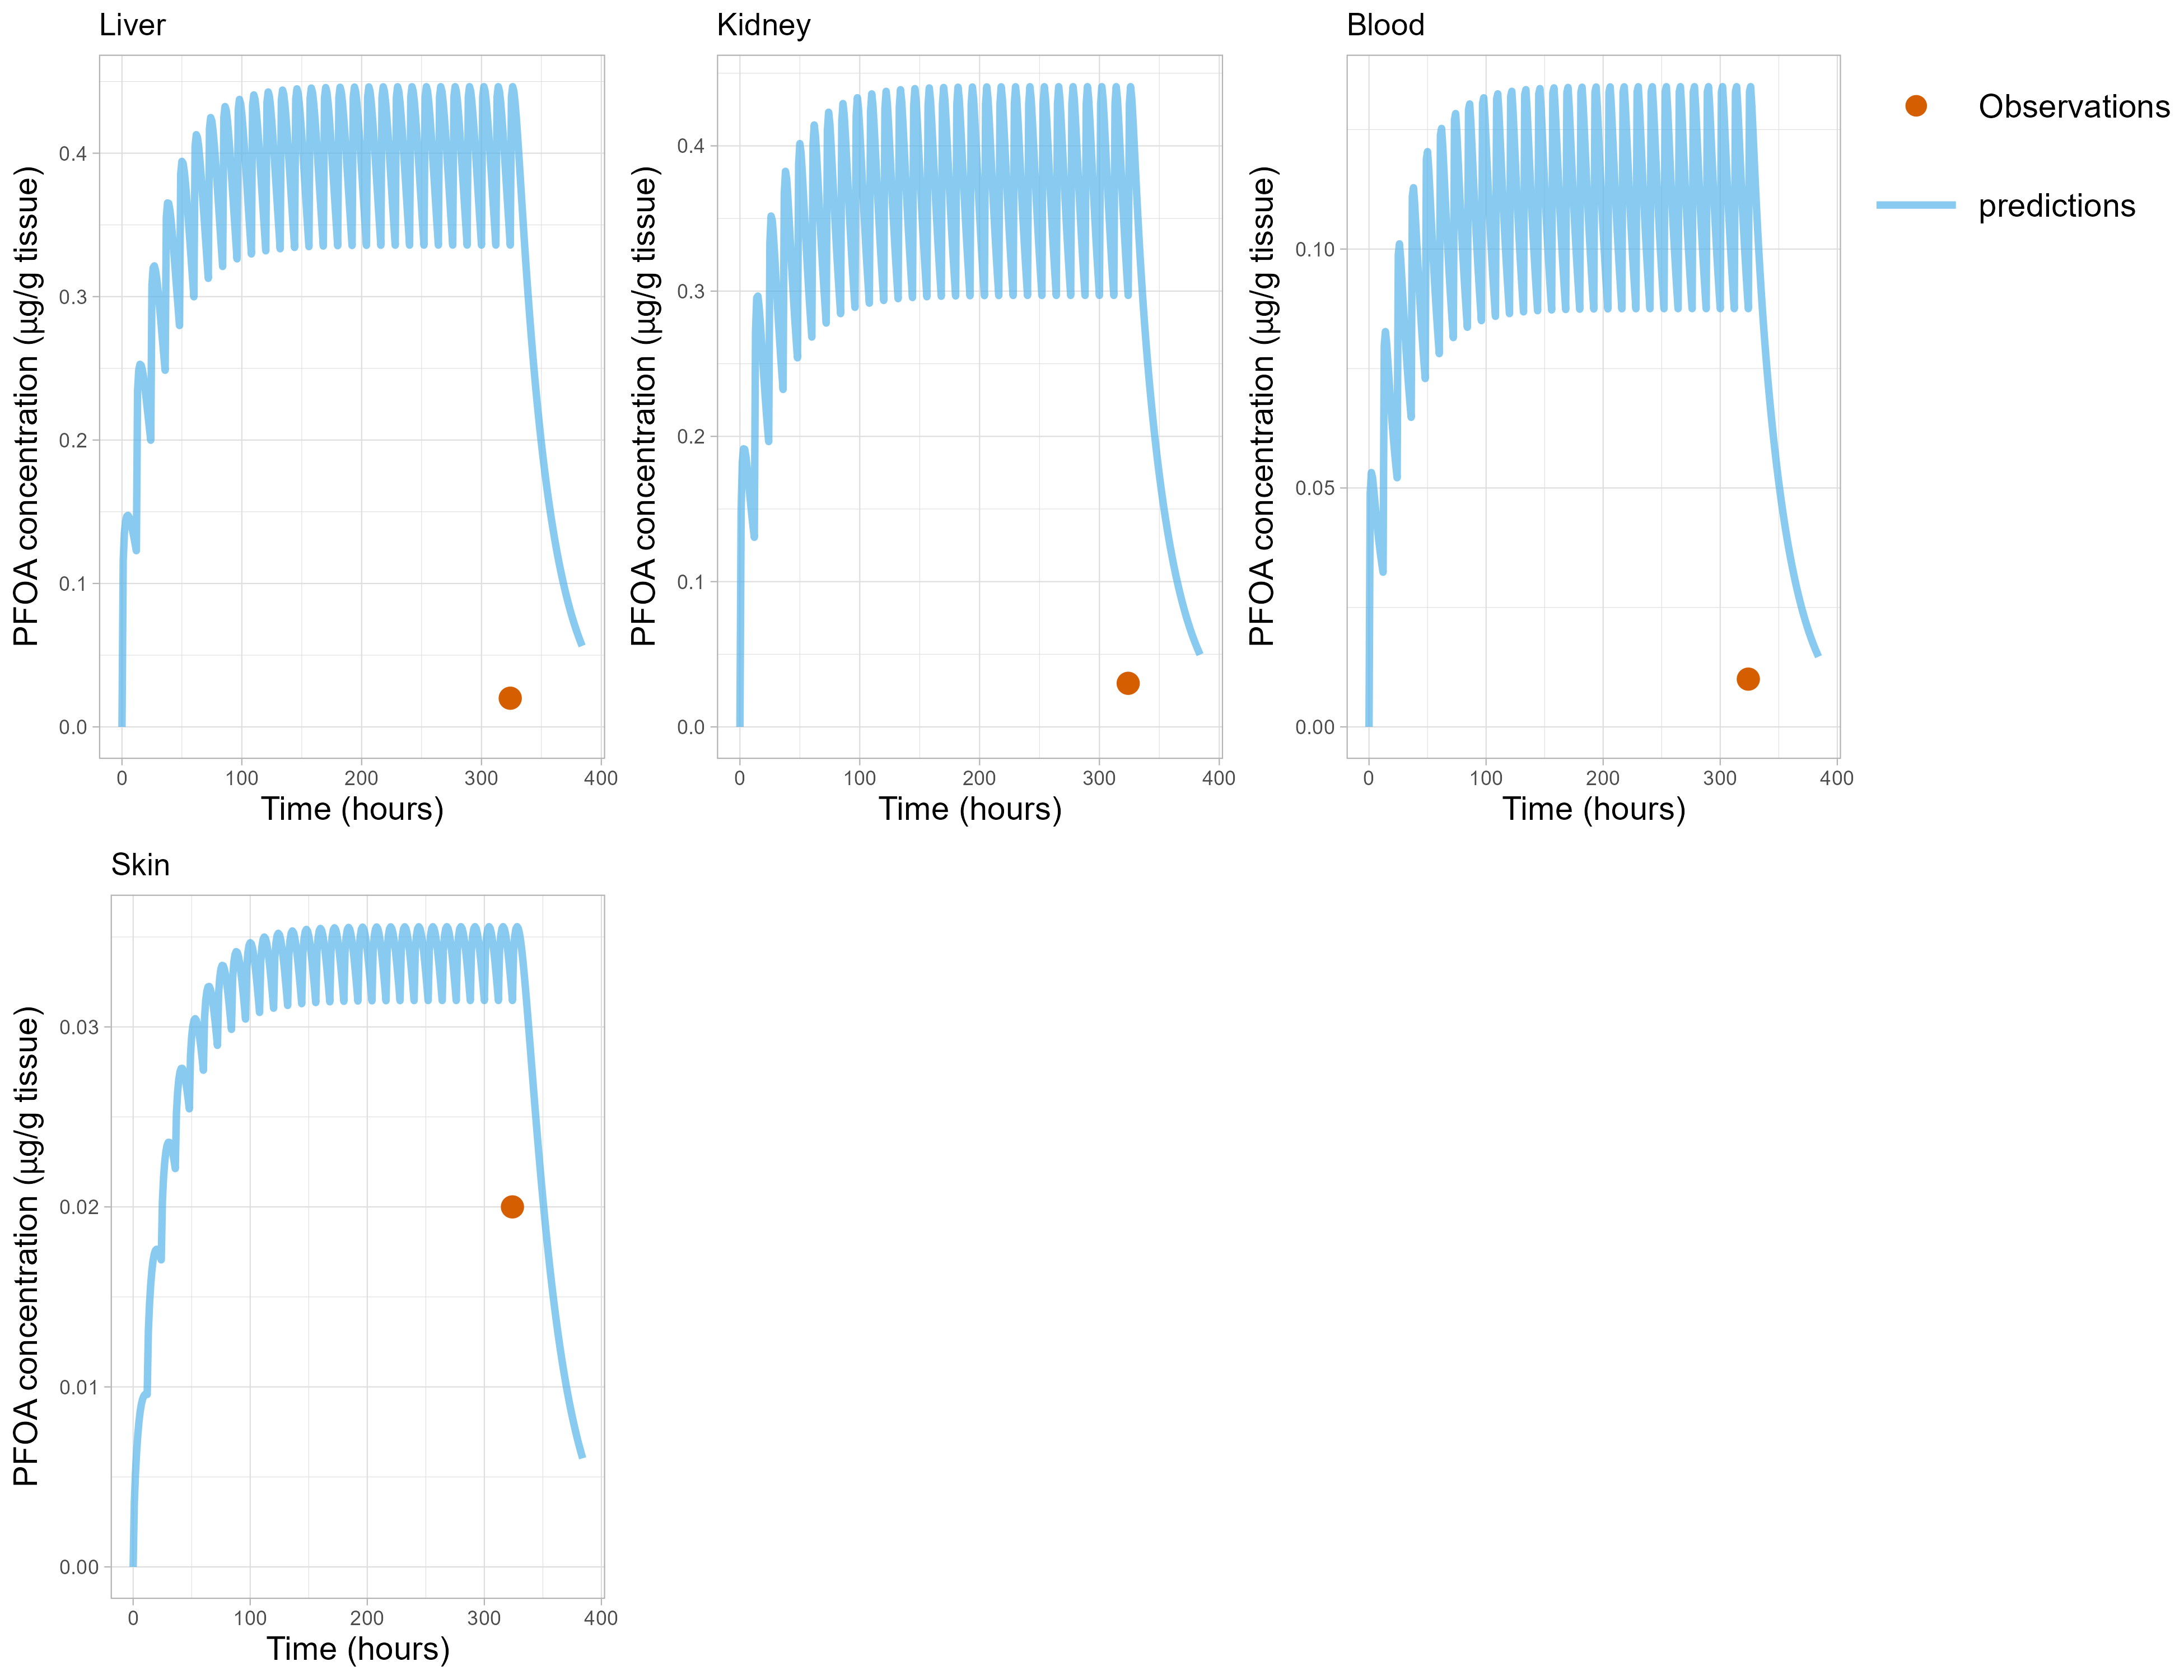 Liver
PFOA concentration (µg/g tissue)
0.4
0.3
0.2
0.1
0.0
0 100 200 300 400
Time (hours)
Kidney
PFOA concentration (µg/g tissue)
0.4
0.3
0.2
0.1
0.0
0 100 200 300 400
Time (hours)
Blood
PFOA concentration (µg/g tissue)
0.10
0.05
0.00
0 100 200 300 400
Time (hours)
Observations
predictions
Skin
PFOA concentration (µg/g tissue)
0.03
0.02
0.01
0.00
0 100 200 300 400
Time (hours)